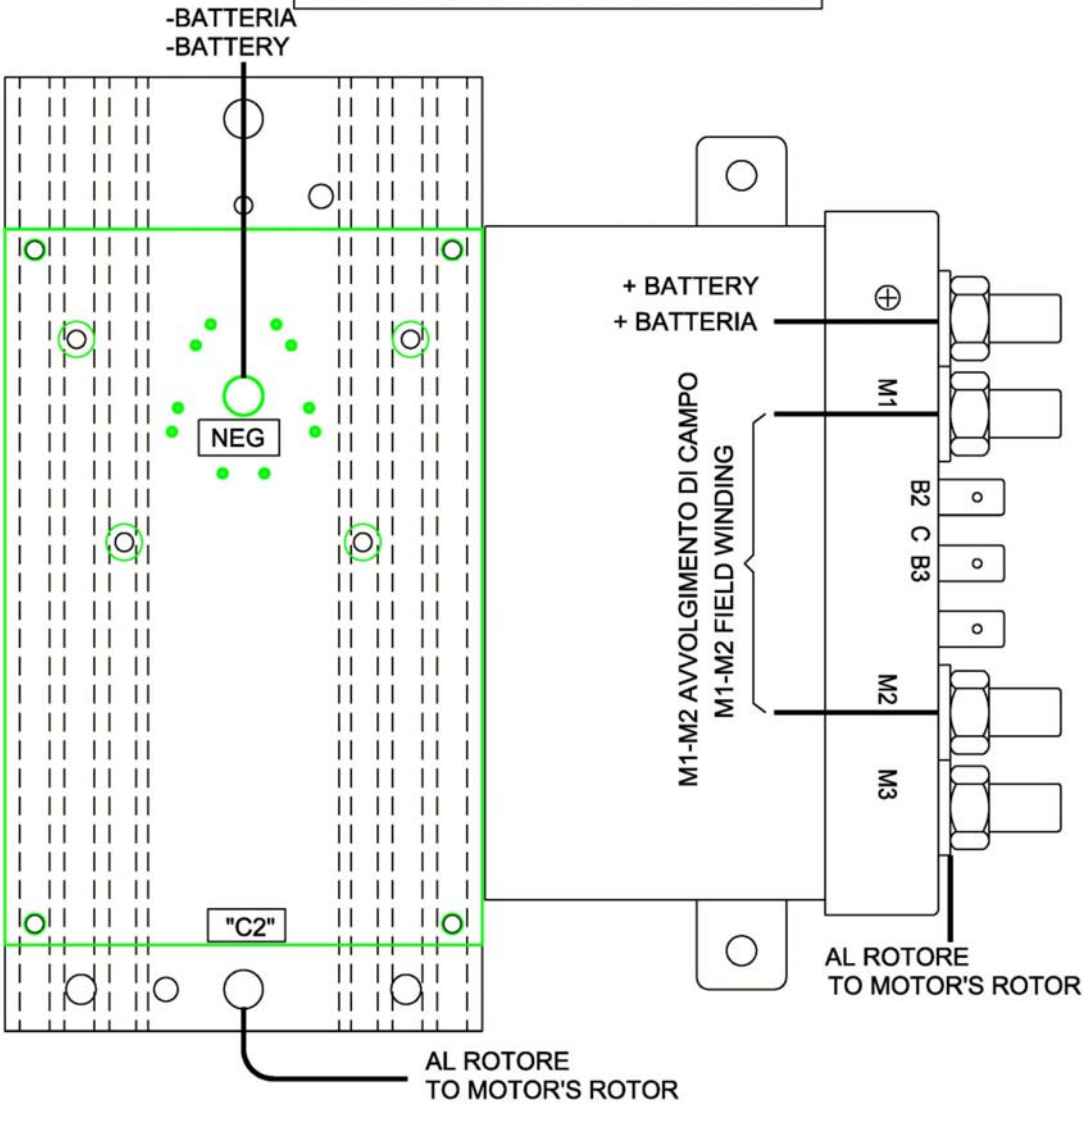 -BATTERIA
-BATTERY
+ BATTERY
+ BATTERIA
⊕
M1
M1-M2 AVVOLGIMENTO DI CAMPO
M1-M2 FIELD WINDING
NEG
B2
C
B3
M2
M3
"C2"
AL ROTORE
TO MOTOR'S ROTOR
AL ROTORE
TO MOTOR'S ROTOR